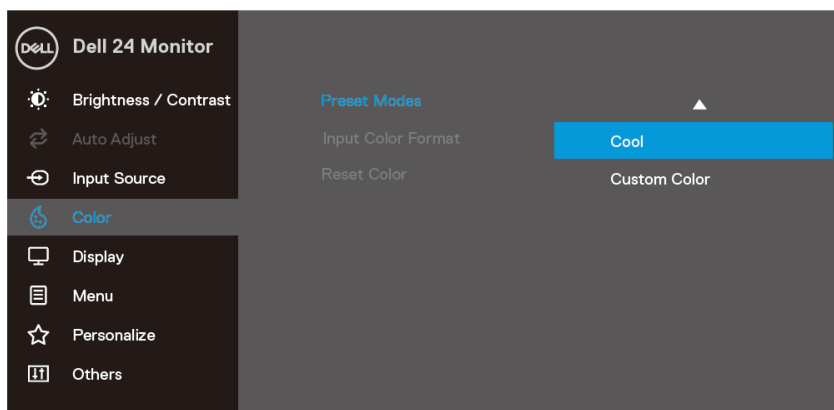 DELL
Dell 24 Monitor
Brightness / Contrast
Auto Adjust
Input Source
Color
Display
Menu
Personalize
Others
Preset Modes
Input Color Format
Reset Color
Cool
Custom Color